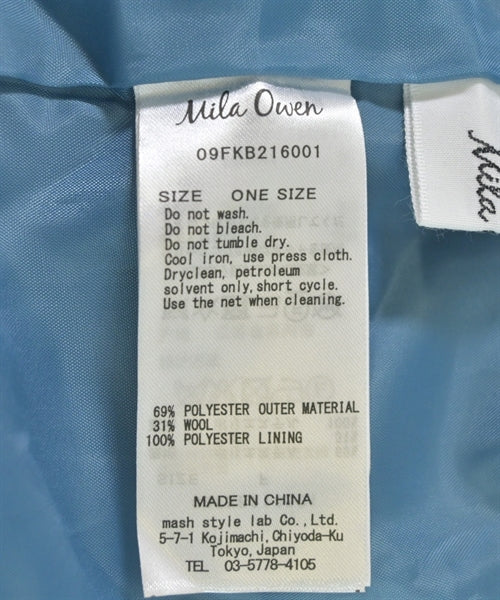 Mila Owen
09FKB216001
SIZE ONE SIZE
Do not wash.
Do not bleach.
Do not tumble dry.
Cool iron, use press cloth.
Dryclean, petroleum
solvent only,short cycle.
Use the net when cleaning.
69% POLYESTER OUTER MATERIAL
31% WOOL
100% POLYESTER LINING
MADE IN CHINA
mash style lab Co.,Ltd.
5-7-1 Kojimachi,Chiyoda-Ku
Tokyo,Japan
TEL 03-5778-4105
Mila